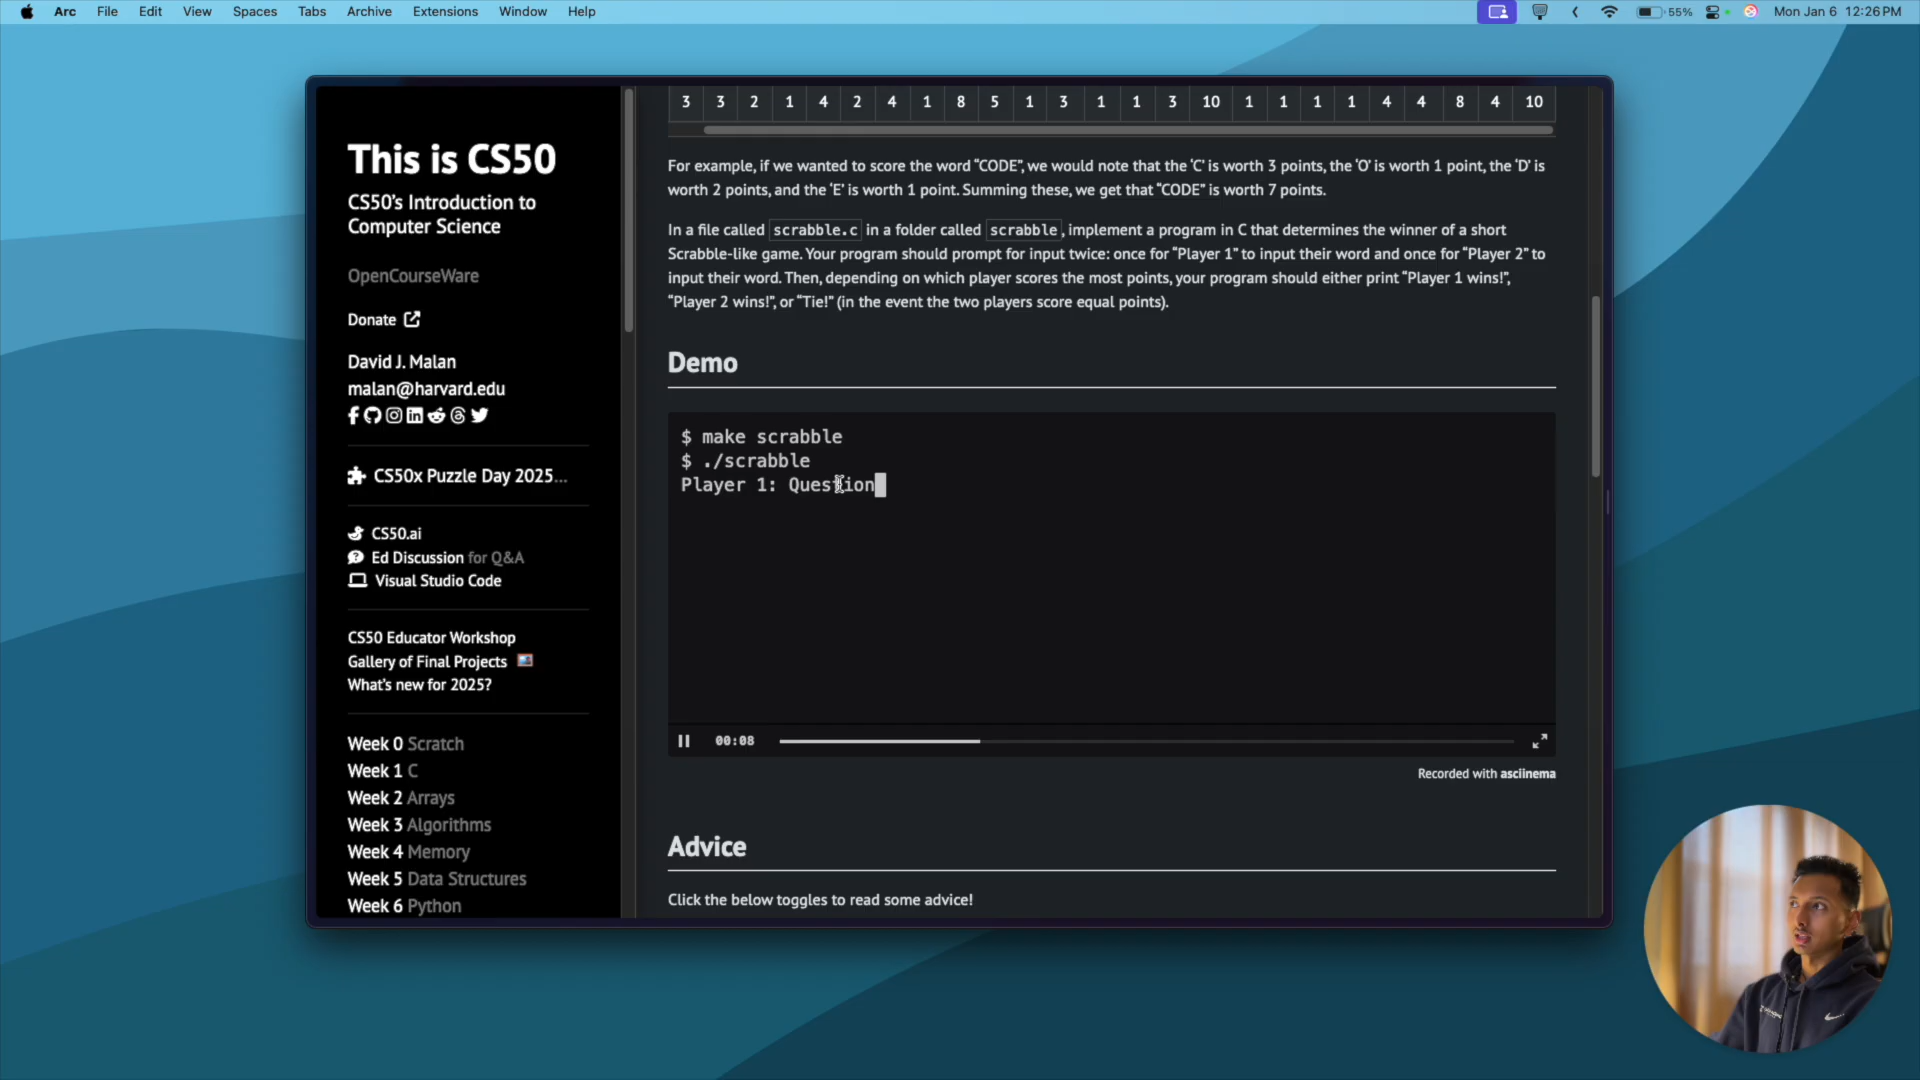 Arc File Edit View Spaces Tabs Archive Extensions Window Help
55% Mon Jan 6 12:26 PM
This is CS50
CS50’s Introduction to
Computer Science
OpenCourseWare
Donate
David J. Malan
malan@harvard.edu
CS50x Puzzle Day 2025...
CS50.ai
Ed Discussion for Q&A
Visual Studio Code
CS50 Educator Workshop
Gallery of Final Projects
What’s new for 2025?
Week 0 Scratch
Week 1 C
Week 2 Arrays
Week 3 Algorithms
Week 4 Memory
Week 5 Data Structures
Week 6 Python
3 3 2 1 4 2 4 1 8 5 1 3 1 1 3 10 1 1 1 1 4 4 8 4 10
For example, if we wanted to score the word “CODE”, we would note that the ‘C’ is worth 3 points, the ‘O’ is worth 1 point, the ‘D’ is
worth 2 points, and the ‘E’ is worth 1 point. Summing these, we get that “CODE” is worth 7 points.
In a file called scrabble.c in a folder called scrabble, implement a program in C that determines the winner of a short
Scrabble-like game. Your program should prompt for input twice: once for “Player 1” to input their word and once for “Player 2” to
input their word. Then, depending on which player scores the most points, your program should either print “Player 1 wins!”,
“Player 2 wins!”, or “Tie!” (in the event the two players score equal points).
Demo
$ make scrabble
$ ./scrabble
Player 1: Question
00:08
Recorded with asciinema
Advice
Click the below toggles to read some advice!